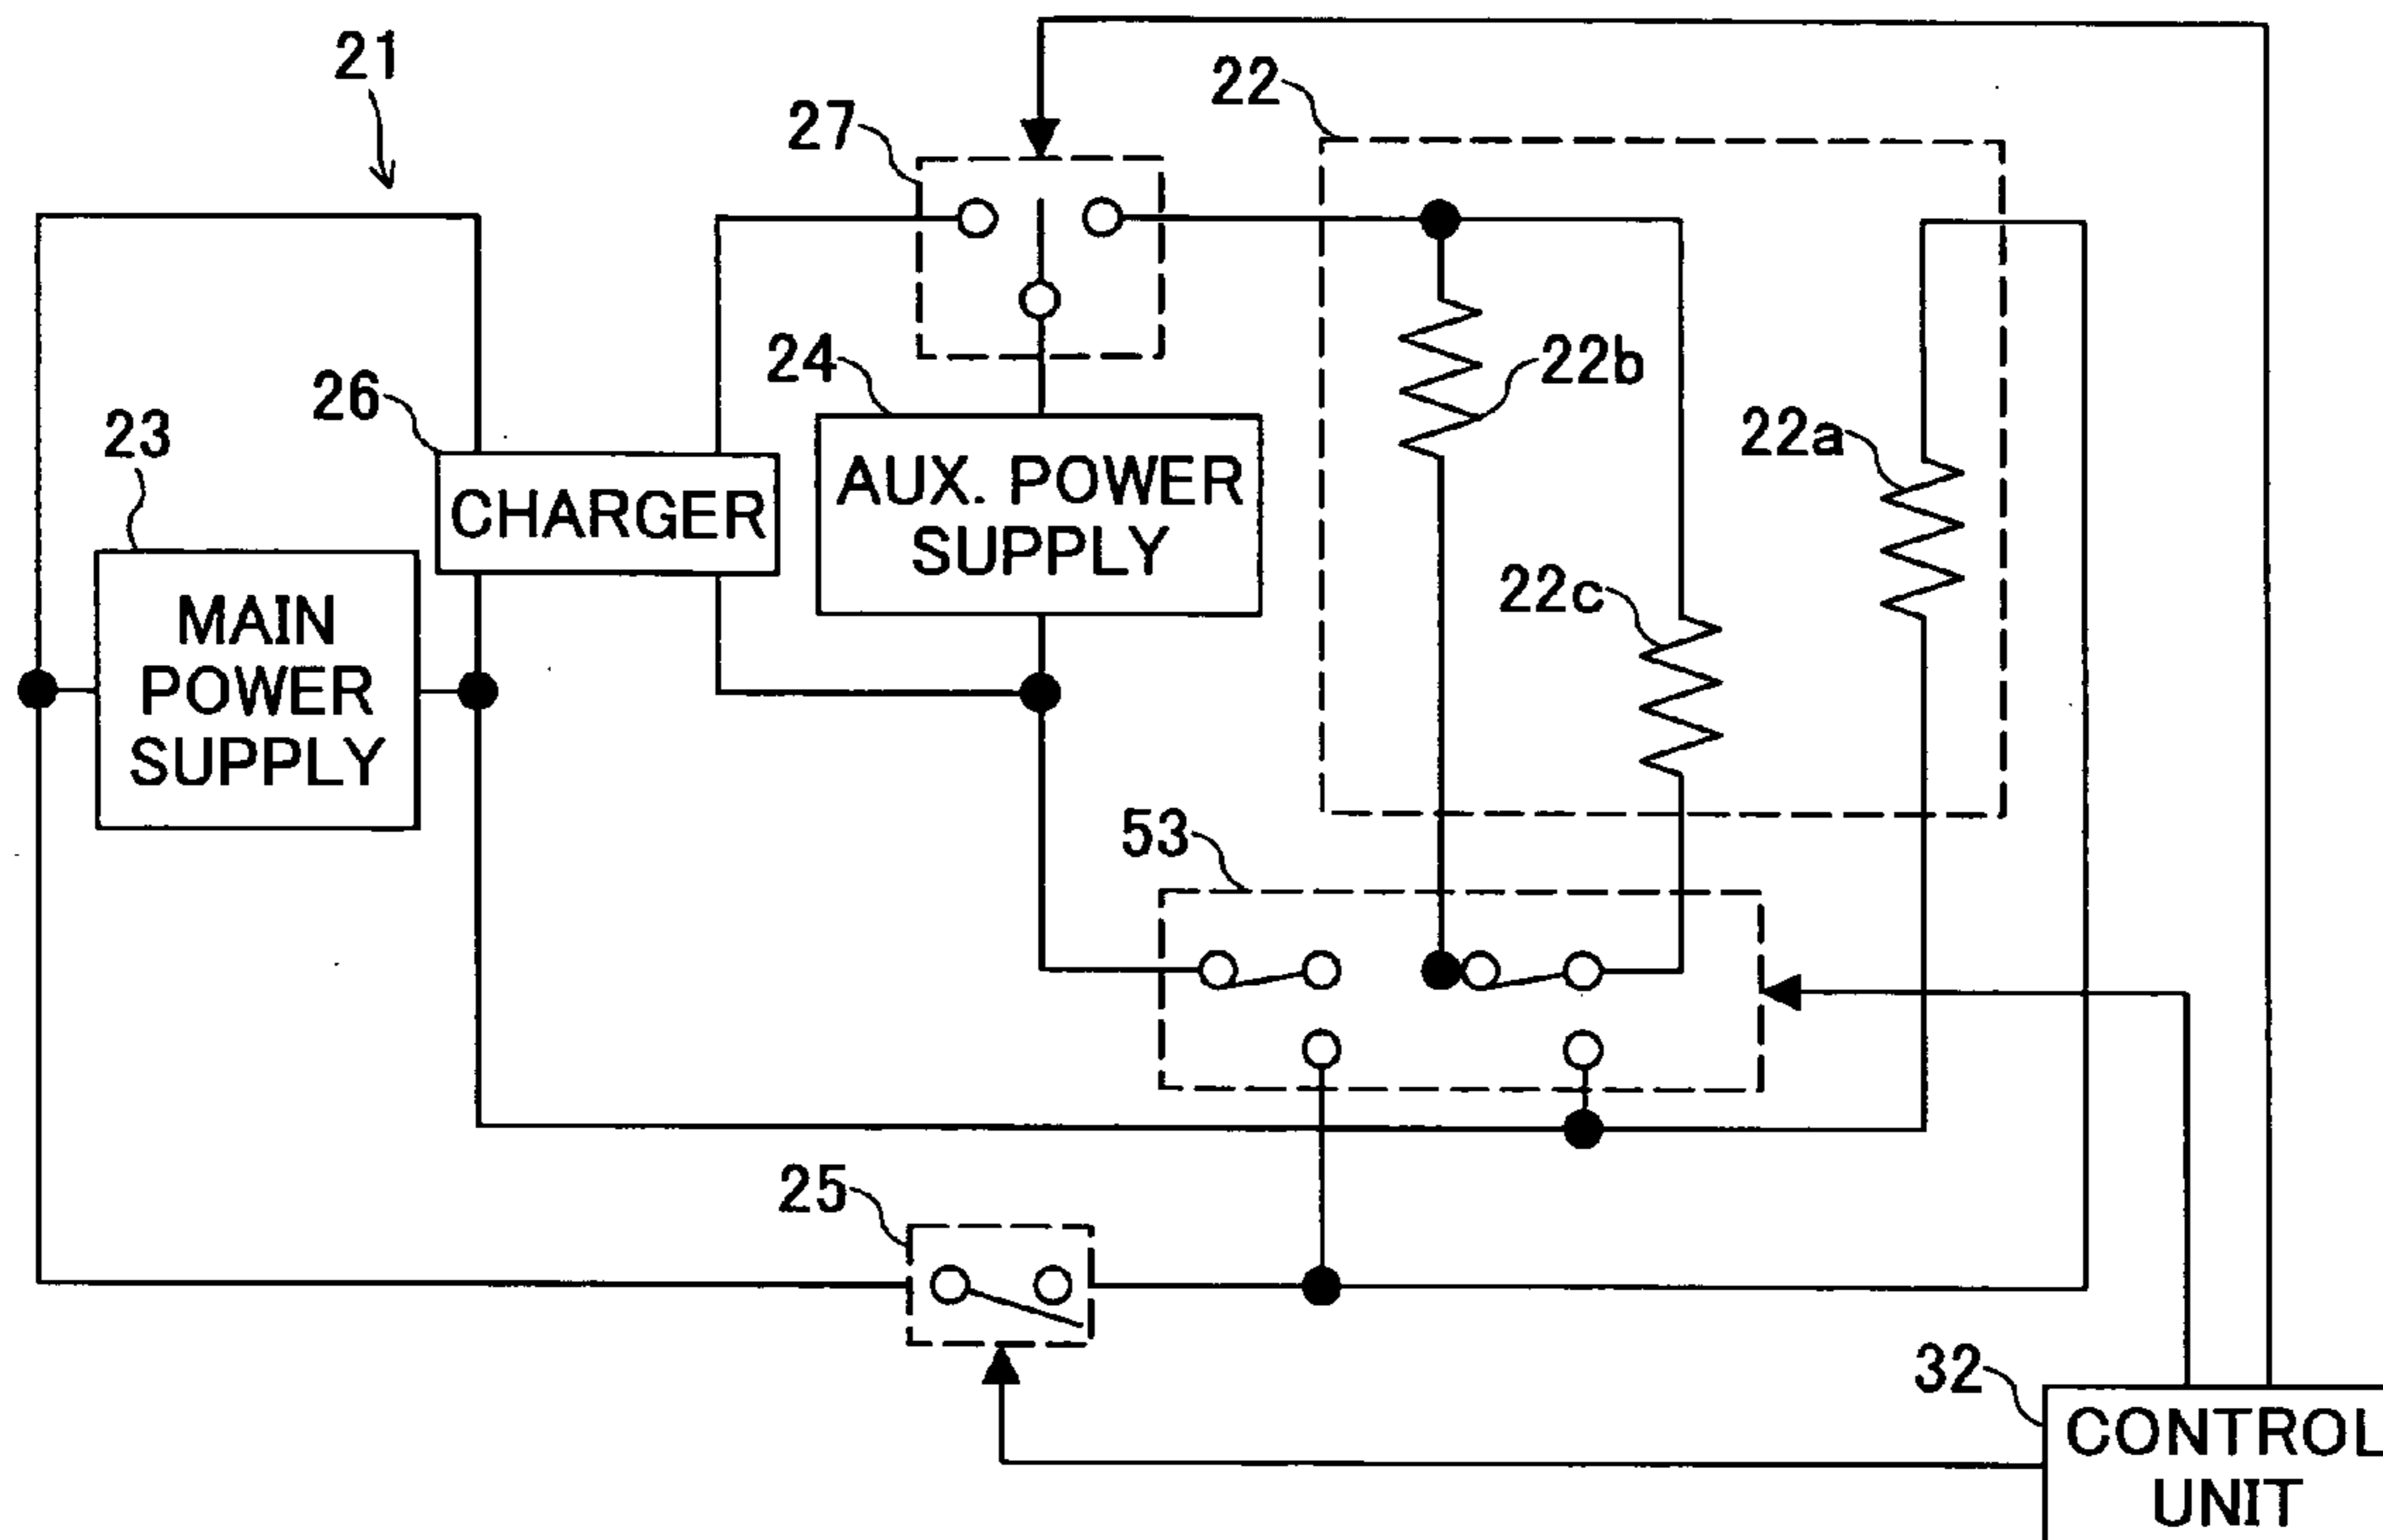 21
22
27
24
26
23
22b
22a
CHARGER
AUX. POWER
SUPPLY
22c
MAIN
POWER
SUPPLY
53
25
32
CONTROL
UNIT